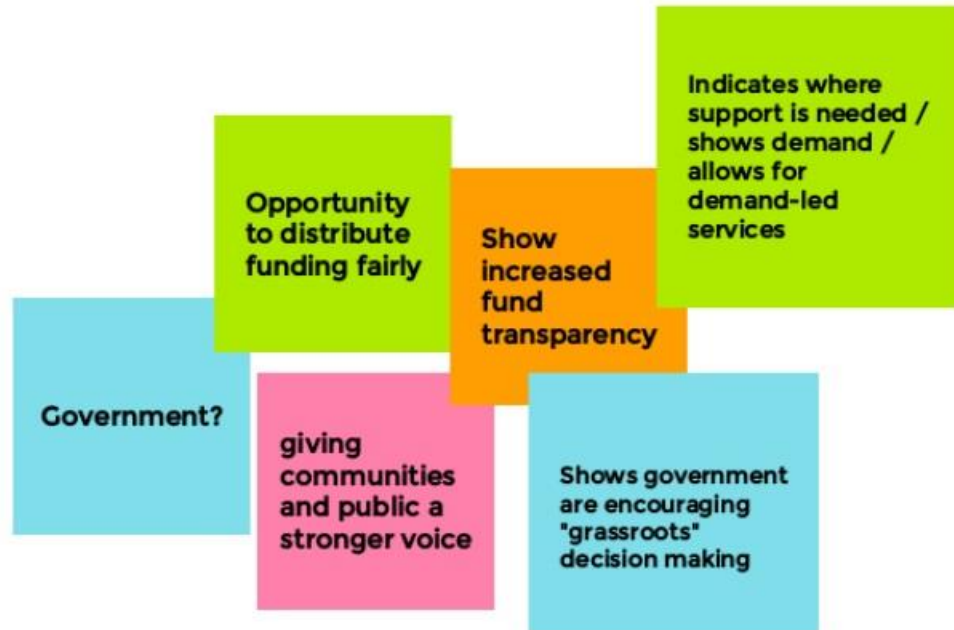 Indicates where
support is needed /
shows demand /
allows for
demand-led
services
Opportunity
to distribute
funding fairly
Show
increased
fund
transparency
Government?
giving
communities
and public a
stronger voice
Shows government
are encouraging
"grassroots"
decision making